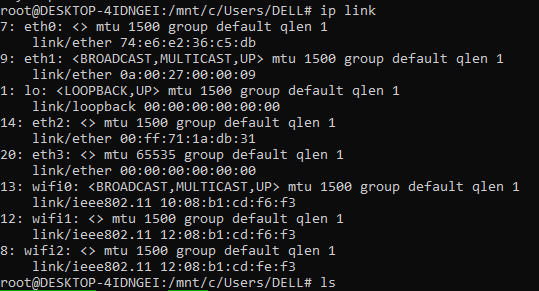 root@DESKTOP-4IDNGEI:/mnt/c/Users/DELL# ip link
7: eth0: <> mtu 1500 group default qlen 1
    link/ether 74:e6:e2:36:c5:db
9: eth1: <BROADCAST,MULTICAST,UP> mtu 1500 group default qlen 1
    link/ether 0a:00:27:00:00:09
1: lo: <LOOPBACK,UP> mtu 1500 group default qlen 1
    link/loopback 00:00:00:00:00:00
14: eth2: <> mtu 1500 group default qlen 1
    link/ether 00:ff:71:1a:db:31
20: eth3: <> mtu 65535 group default qlen 1
    link/ether 00:00:00:00:00:00
13: wifi0: <BROADCAST,MULTICAST,UP> mtu 1500 group default qlen 1
    link/ieee802.11 10:08:b1:cd:f6:f3
12: wifi1: <> mtu 1500 group default qlen 1
    link/ieee802.11 12:08:b1:cd:f6:f3
8: wifi2: <> mtu 1500 group default qlen 1
    link/ieee802.11 12:08:b1:cd:fe:f3
root@DESKTOP-4IDNGEI:/mnt/c/Users/DELL# ls